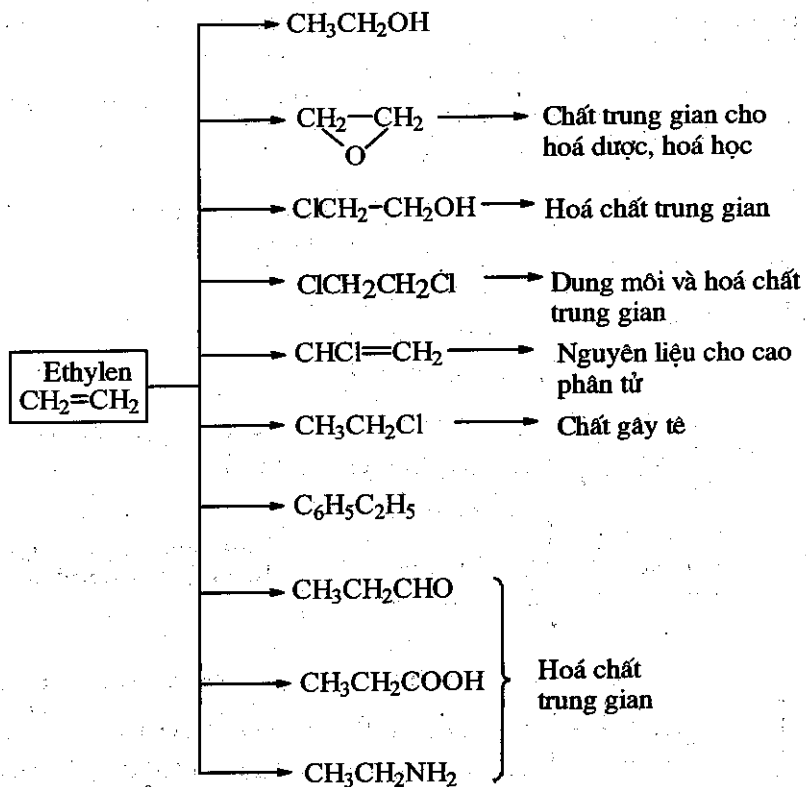 CH₃CH₂OH
CH₂—CH₂
O
Chất trung gian cho
hoá dược, hoá học
ClCH₂-CH₂OH
Hoá chất trung gian
ClCH₂CH₂Cl
Dung môi và hoá chất
trung gian
Ethylen
CH₂=CH₂
CHCl=CH₂
Nguyên liệu cho cao
phân tử
CH₃CH₂Cl
Chất gây tê
C₆H₅C₂H₅
CH₃CH₂CHO
CH₃CH₂COOH
Hoá chất
trung gian
CH₃CH₂NH₂